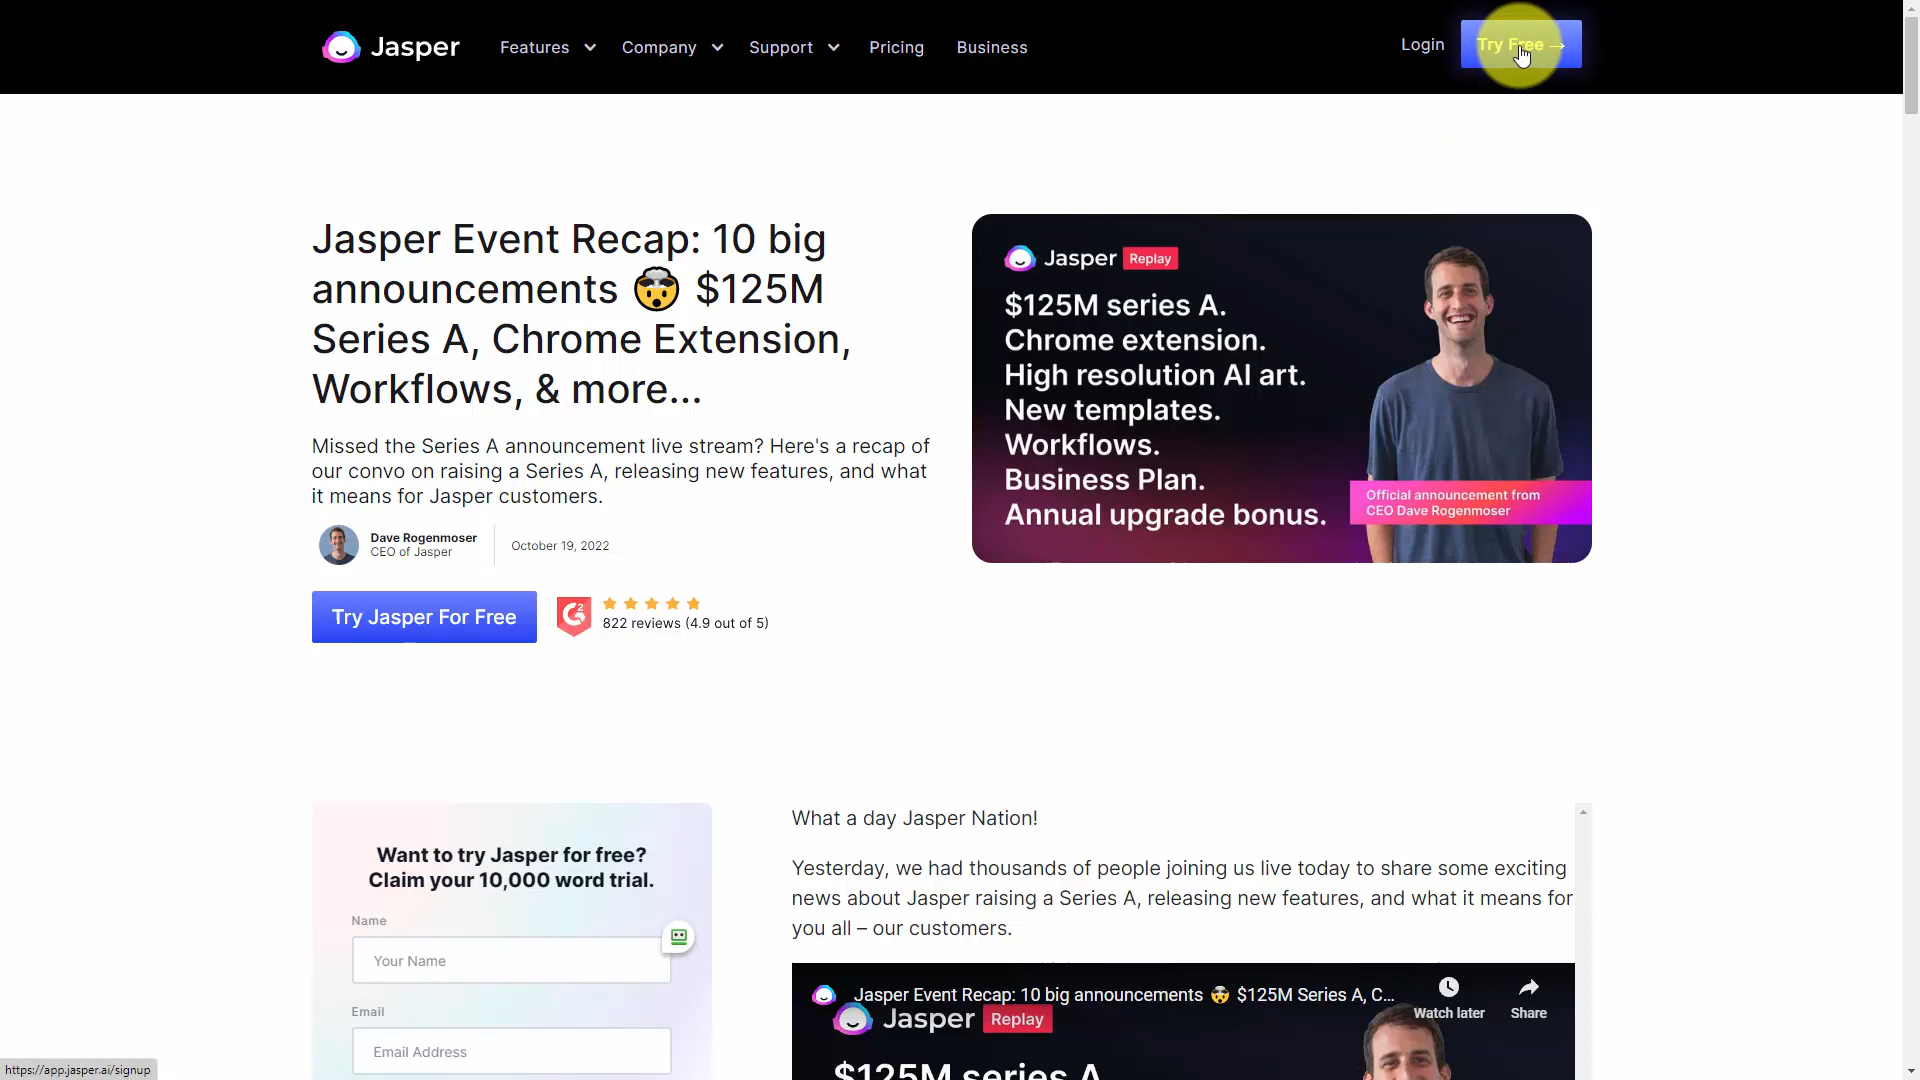 Jasper
Features
Company
Support
Pricing
Business
Login
Try Free →
Jasper Event Recap: 10 big
announcements 🤯 $125M
Series A, Chrome Extension,
Workflows, & more...
Missed the Series A announcement live stream? Here's a recap of
our convo on raising a Series A, releasing new features, and what
it means for Jasper customers.
Dave Rogenmoser
CEO of Jasper
October 19, 2022
Try Jasper For Free
822 reviews (4.9 out of 5)
Jasper Replay
$125M series A.
Chrome extension.
High resolution AI art.
New templates.
Workflows.
Business Plan.
Annual upgrade bonus.
Official announcement from
CEO Dave Rogenmoser
Want to try Jasper for free?
Claim your 10,000 word trial.
Name
Your Name
Email
Email Address
What a day Jasper Nation!
Yesterday, we had thousands of people joining us live today to share some exciting
news about Jasper raising a Series A, releasing new features, and what it means for
you all – our customers.
Jasper Event Recap: 10 big announcements 🤯 $125M Series A, C...
Watch later
Share
Jasper Replay
$125M series A
https://app.jasper.ai/signup